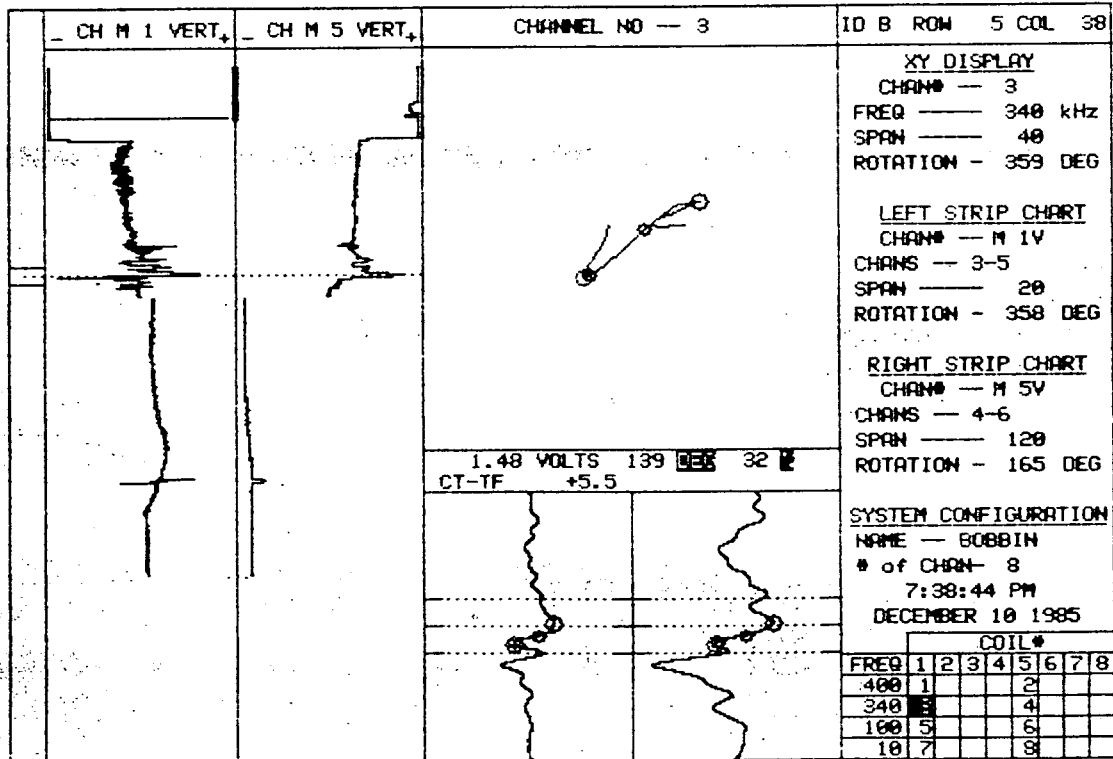 _ CH M 1 VERT+
_ CH M 5 VERT+
CHANNEL NO -- 3
ID B ROW 5 COL 38
XY DISPLAY
CHAN# -- 3
FREQ ----- 340 kHz
SPAN ----- 40
ROTATION - 359 DEG
LEFT STRIP CHART
CHAN# -- M 1V
CHANS -- 3-5
SPAN ----- 20
ROTATION - 358 DEG
RIGHT STRIP CHART
CHAN# -- M 5V
CHANS -- 4-6
SPAN ----- 120
ROTATION - 165 DEG
1.48 VOLTS 139 DEG 32
CT-TF +5.5
SYSTEM CONFIGURATION
NAME -- BOBBIN
# of CHAN- 8
7:38:44 PM
DECEMBER 10 1985
COIL#
FREQ 1 2 3 4 5 6 7 8
400 1 2
340 3 4
100 5 6
10 7 8